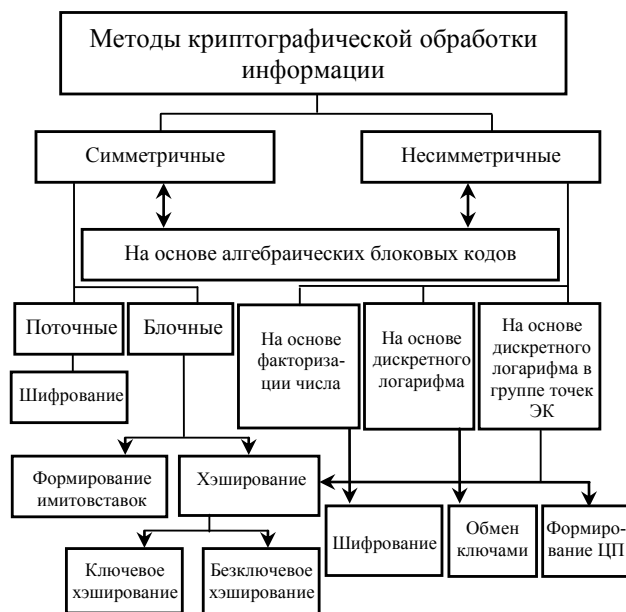 Методы криптографической обработки
информации
Симметричные
Несимметричные
На основе алгебраических блоковых кодов
Поточные
Блочные
На основе
факторизa-
ции числа
На основе
дискретного
логарифма
На основе
дискретного
логарифма в
группе точек
ЭК
Шифрование
Формирование
имитовставок
Хэширование
Шифрование
Обмен
ключами
Формиро-
вание ЦП
Ключевое
хэширование
Безключевое
хэширование